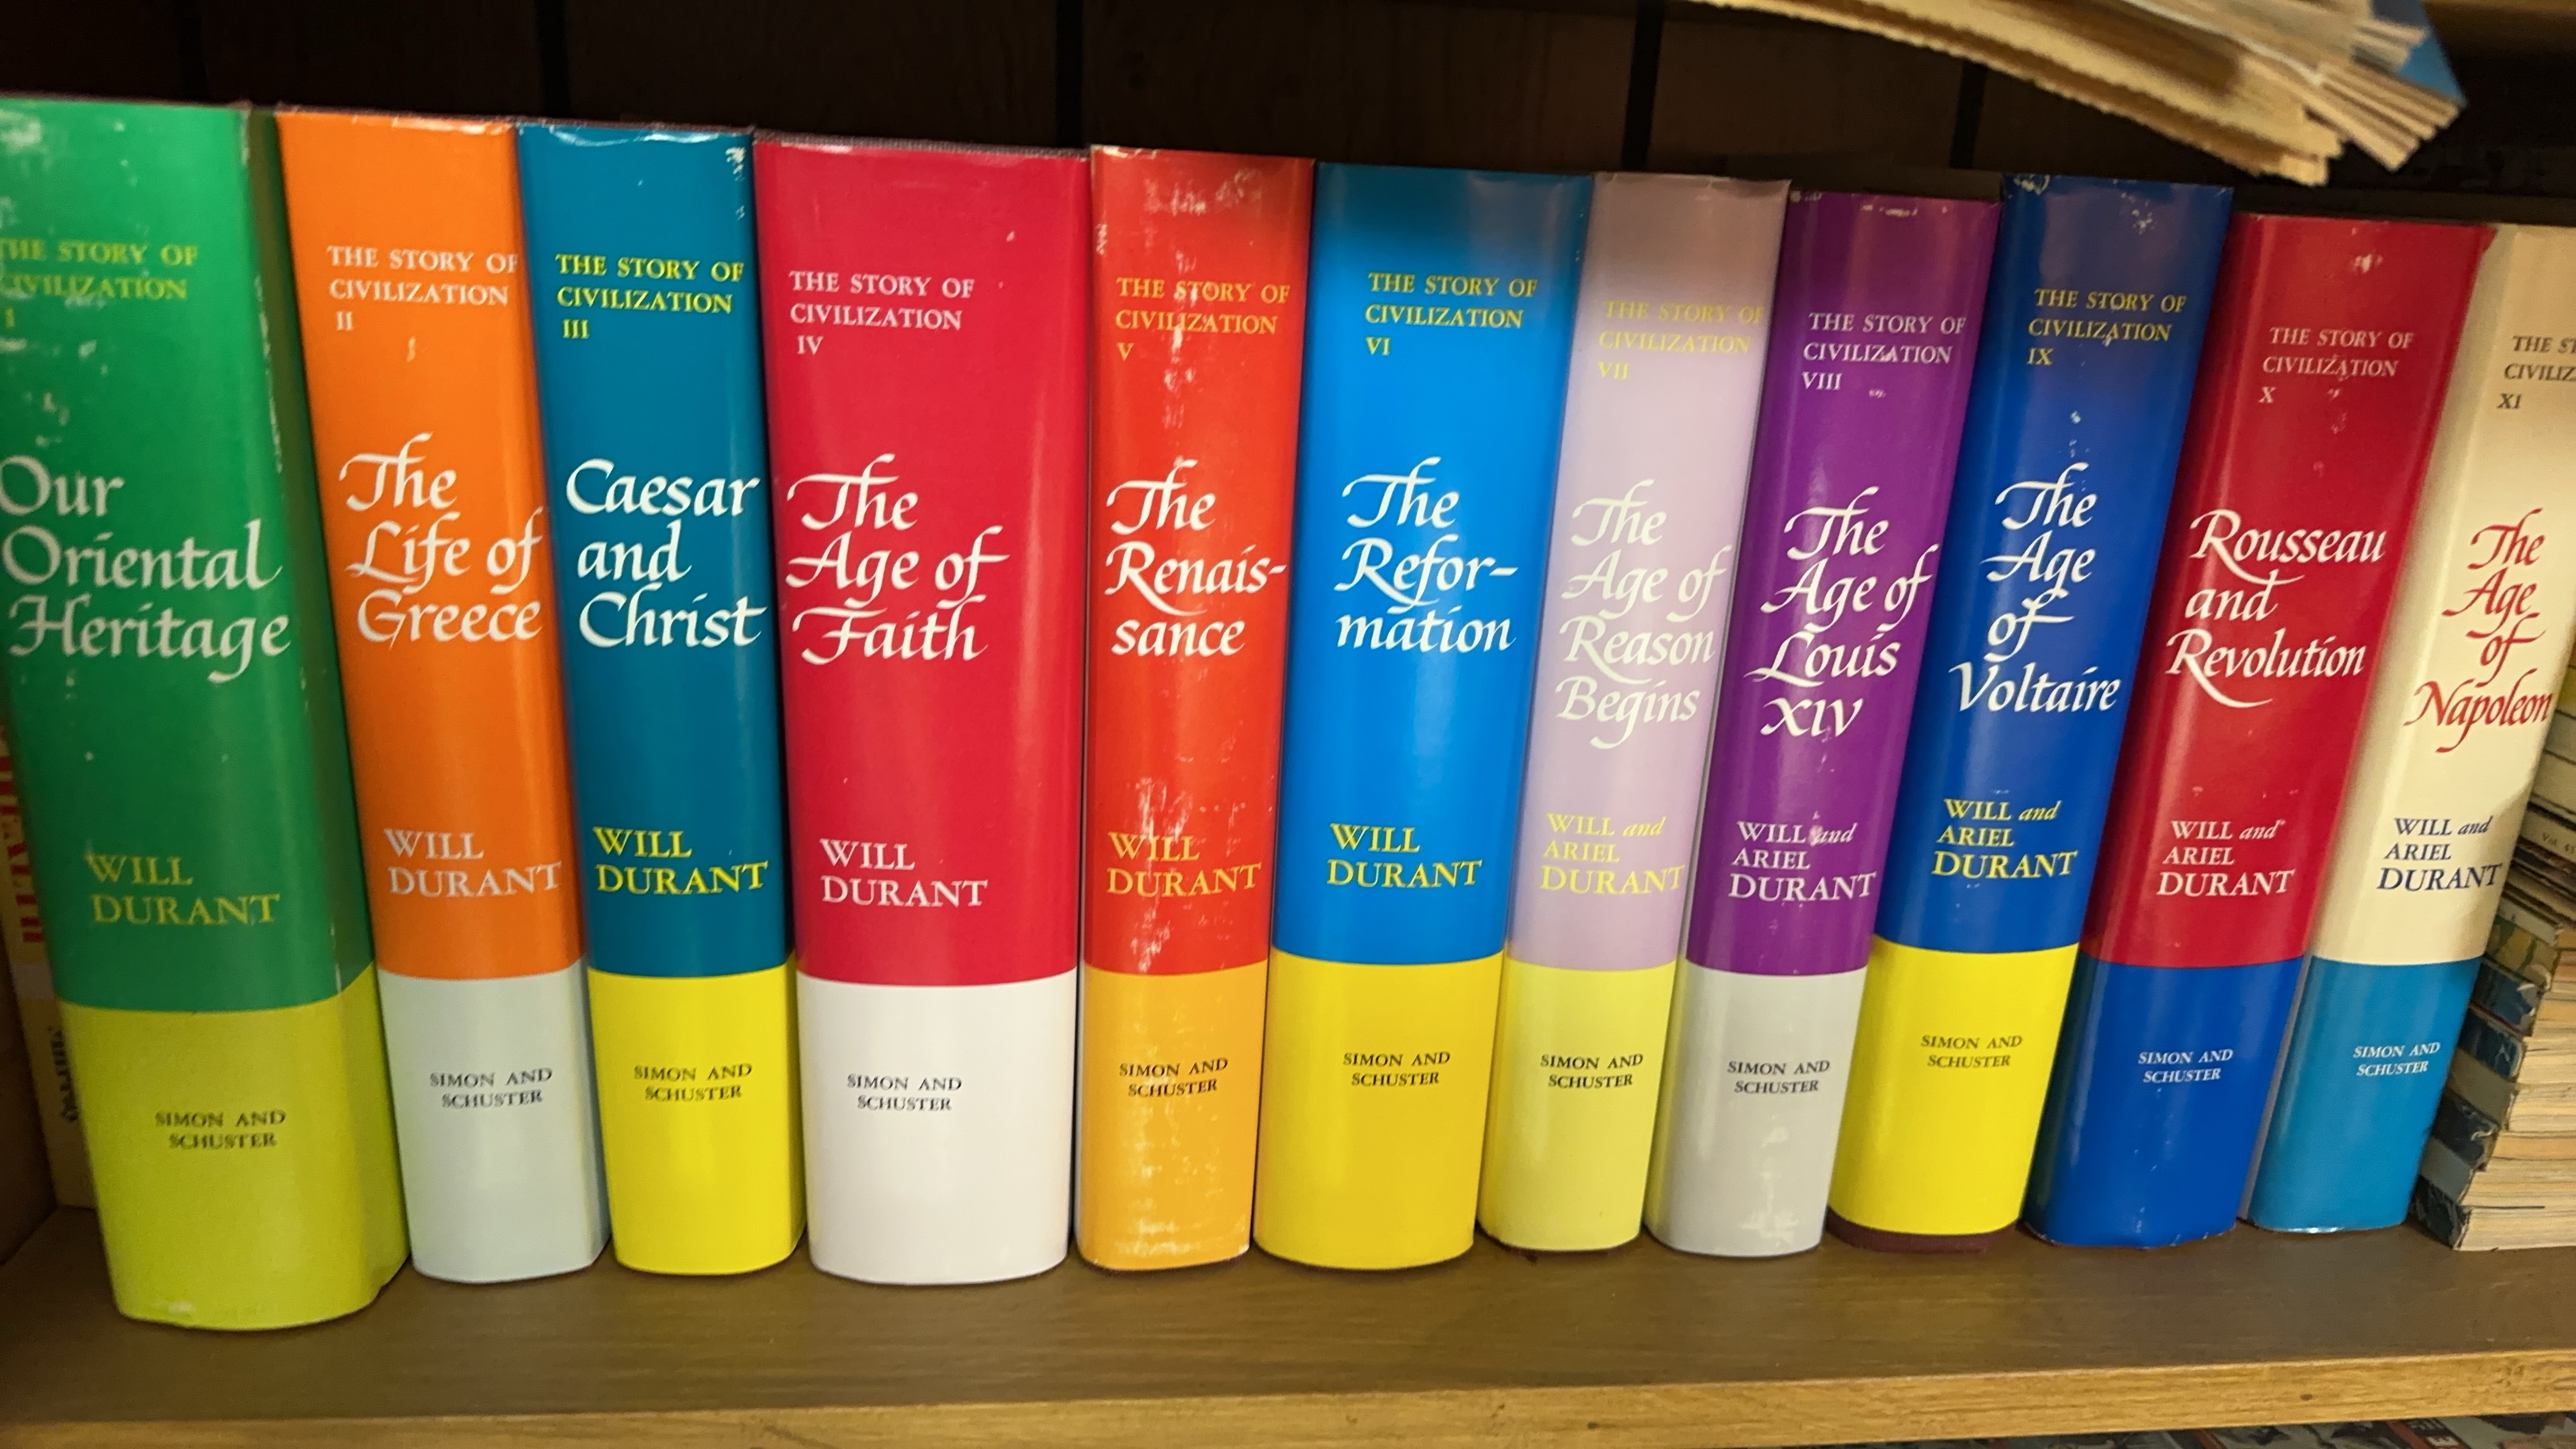 THE STORY OF
CIVILIZATION
I
Our
Oriental
Heritage
WILL
DURANT
SIMON AND
SCHUSTER
THE STORY OF
CIVILIZATION
II
The
Life of
Greece
WILL
DURANT
SIMON AND
SCHUSTER
THE STORY OF
CIVILIZATION
III
Caesar
and
Christ
WILL
DURANT
SIMON AND
SCHUSTER
THE STORY OF
CIVILIZATION
IV
The
Age of
Faith
WILL
DURANT
SIMON AND
SCHUSTER
THE STORY OF
CIVILIZATION
V
The
Renais-
sance
WILL
DURANT
SIMON AND
SCHUSTER
THE STORY OF
CIVILIZATION
VI
The
Refor-
mation
WILL
DURANT
SIMON AND
SCHUSTER
THE STORY OF
CIVILIZATION
VII
The
Age of
Reason
Begins
WILL and
ARIEL
DURANT
SIMON AND
SCHUSTER
THE STORY OF
CIVILIZATION
VIII
The
Age of
Louis
XIV
WILL and
ARIEL
DURANT
SIMON AND
SCHUSTER
THE STORY OF
CIVILIZATION
IX
The
Age
of
Voltaire
WILL and
ARIEL
DURANT
SIMON AND
SCHUSTER
THE STORY OF
CIVILIZATION
X
Rousseau
and
Revolution
WILL and
ARIEL
DURANT
SIMON AND
SCHUSTER
THE ST
CIVILIZ
XI
The
Age
of
Napoleon
WILL and
ARIEL
DURANT
SIMON AND
SCHUSTER